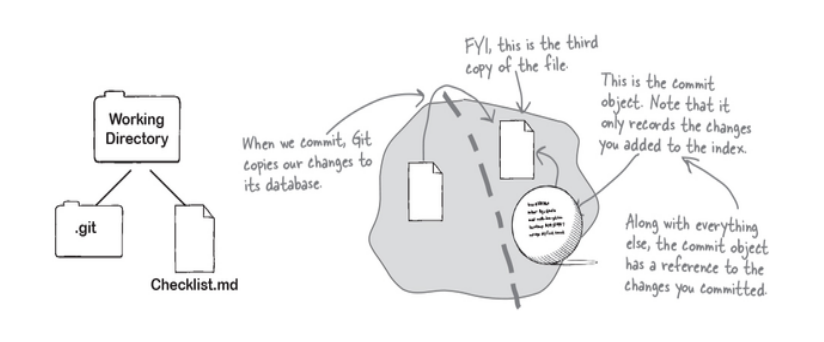 Working
Directory
.git
Checklist.md
When we commit, Git
copies our changes to
its database.
FYI, this is the third
copy of the file.
This is the commit
object. Note that it
only records the changes
you added to the index.
Along with everything
else, the commit object
has a reference to the
changes you committed.